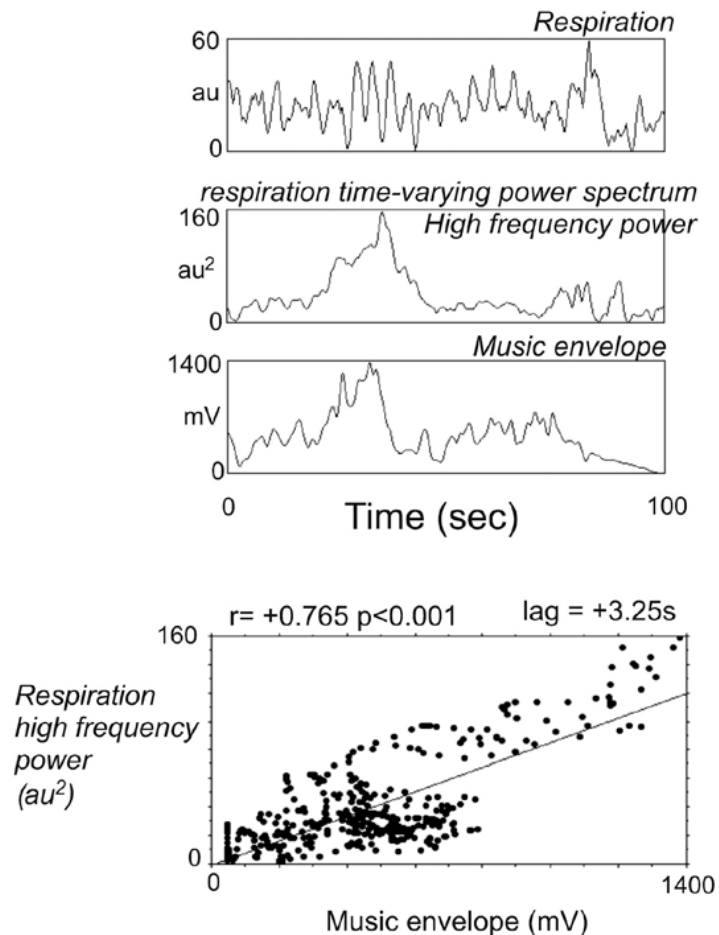 Respiration
60
au
0
respiration time-varying power spectrum
High frequency power
160
au²
0
Music envelope
1400
mV
0
0 100
Time (sec)
r= +0.765 p<0.001 lag = +3.25s
160
Respiration
high frequency
power
(au²)
0
0 1400
Music envelope (mV)